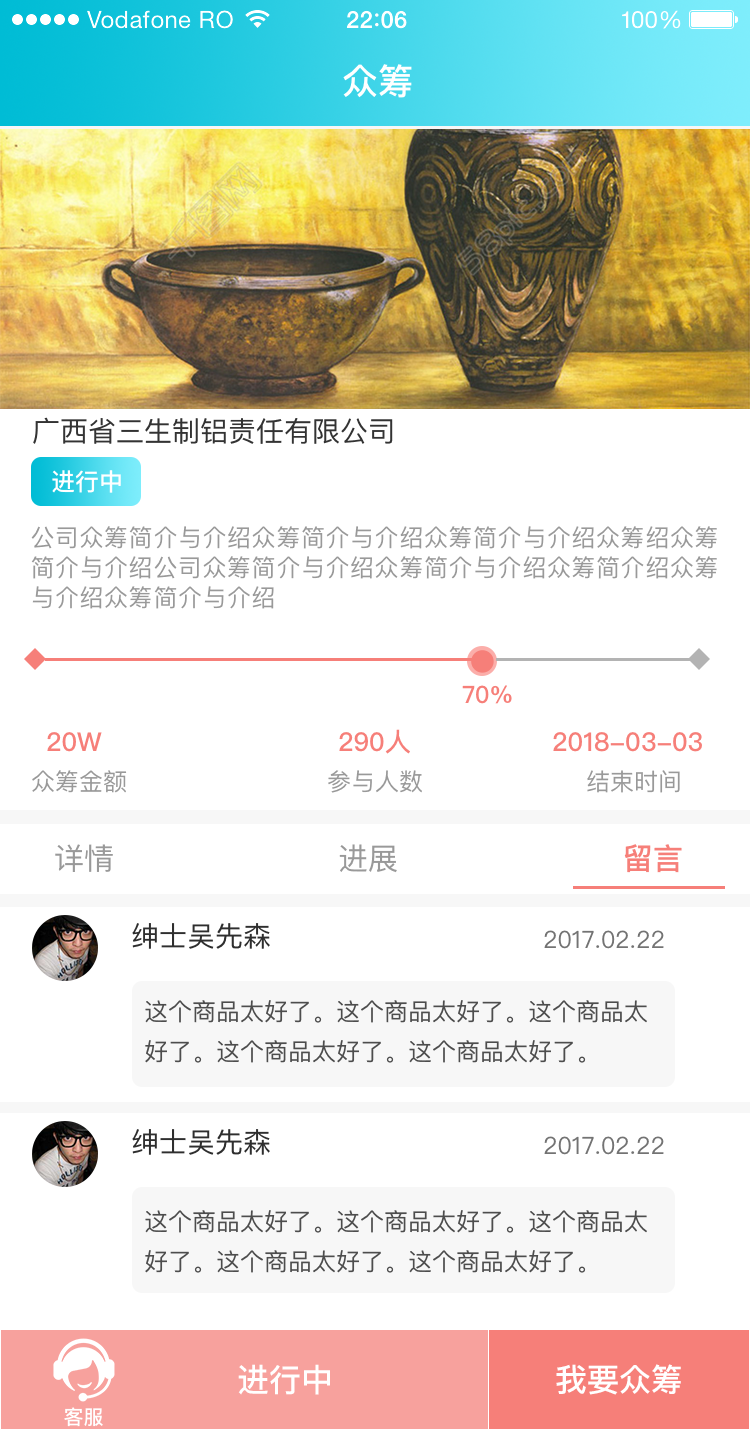 Vodafone RO 22:06 100%
众筹
千图网
58pic.com
广西省三生制铝责任有限公司
进行中
公司众筹简介与介绍众筹简介与介绍众筹简介与介绍众筹绍众筹
简介与介绍公司众筹简介与介绍众筹简介与介绍众筹简介绍众筹
与介绍众筹简介与介绍
70%
20W 290人 2018-03-03
众筹金额 参与人数 结束时间
详情 进展 留言
绅士吴先森 2017.02.22
这个商品太好了。这个商品太好了。这个商品太
好了。这个商品太好了。这个商品太好了。
绅士吴先森 2017.02.22
这个商品太好了。这个商品太好了。这个商品太
好了。这个商品太好了。这个商品太好了。
客服 进行中 我要众筹